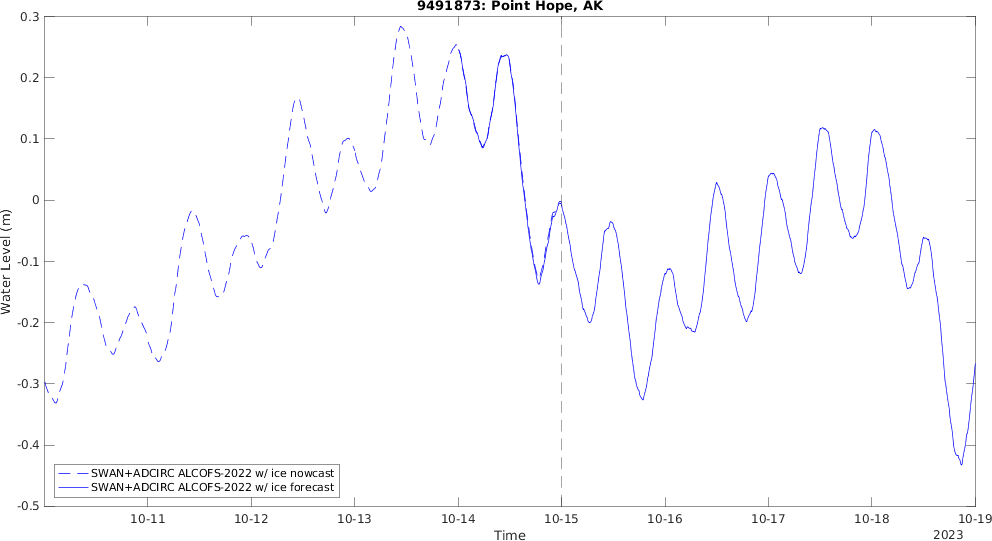 9491873: Point Hope, AK
0.3
0.2
0.1
0
-0.1
-0.2
-0.3
-0.4
-0.5
Water Level (m)
SWAN+ADCIRC ALCOFS-2022 w/ ice nowcast
SWAN+ADCIRC ALCOFS-2022 w/ ice forecast
10-11 10-12 10-13 10-14 10-15 10-16 10-17 10-18 10-19
Time
2023